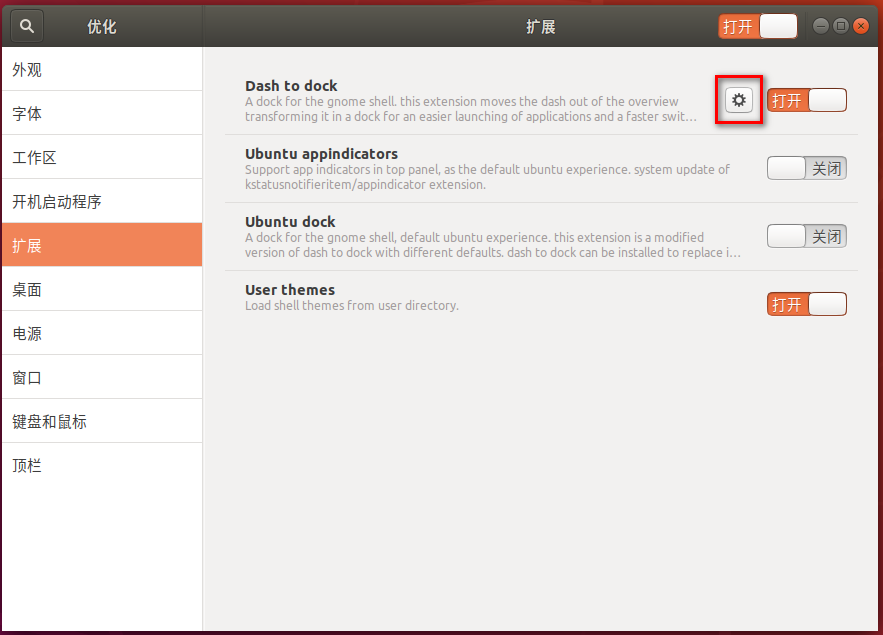 优化
扩展
打开
外观
字体
工作区
开机启动程序
扩展
桌面
电源
窗口
键盘和鼠标
顶栏
Dash to dock
A dock for the gnome shell. this extension moves the dash out of the overview
transforming it in a dock for an easier launching of applications and a faster swit...
打开
Ubuntu appindicators
Support app indicators in top panel, as the default ubuntu experience. system update of
kstatusnotifieritem/appindicator extension.
关闭
Ubuntu dock
A dock for the gnome shell, default ubuntu experience. this extension is a modified
version of dash to dock with different defaults. dash to dock can be installed to replace i...
关闭
User themes
Load shell themes from user directory.
打开